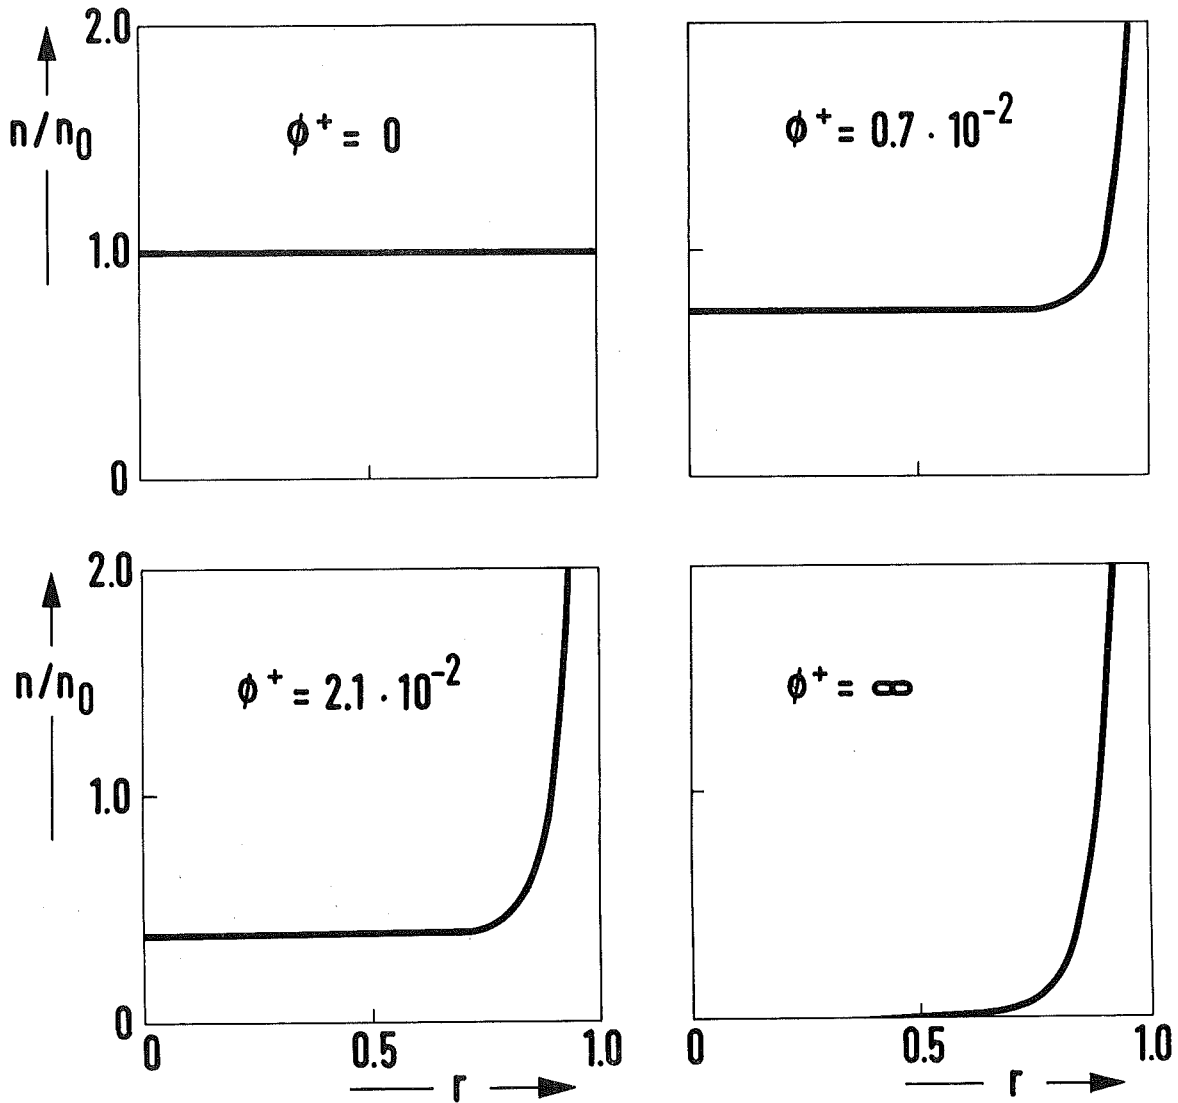 2.0
n/n₀
ϕ⁺ = 0
1.0
0
ϕ⁺ = 0.7 · 10⁻²
2.0
n/n₀
ϕ⁺ = 2.1 · 10⁻²
1.0
0
0 0.5 1.0
r
ϕ⁺ = ∞
0 0.5 1.0
r